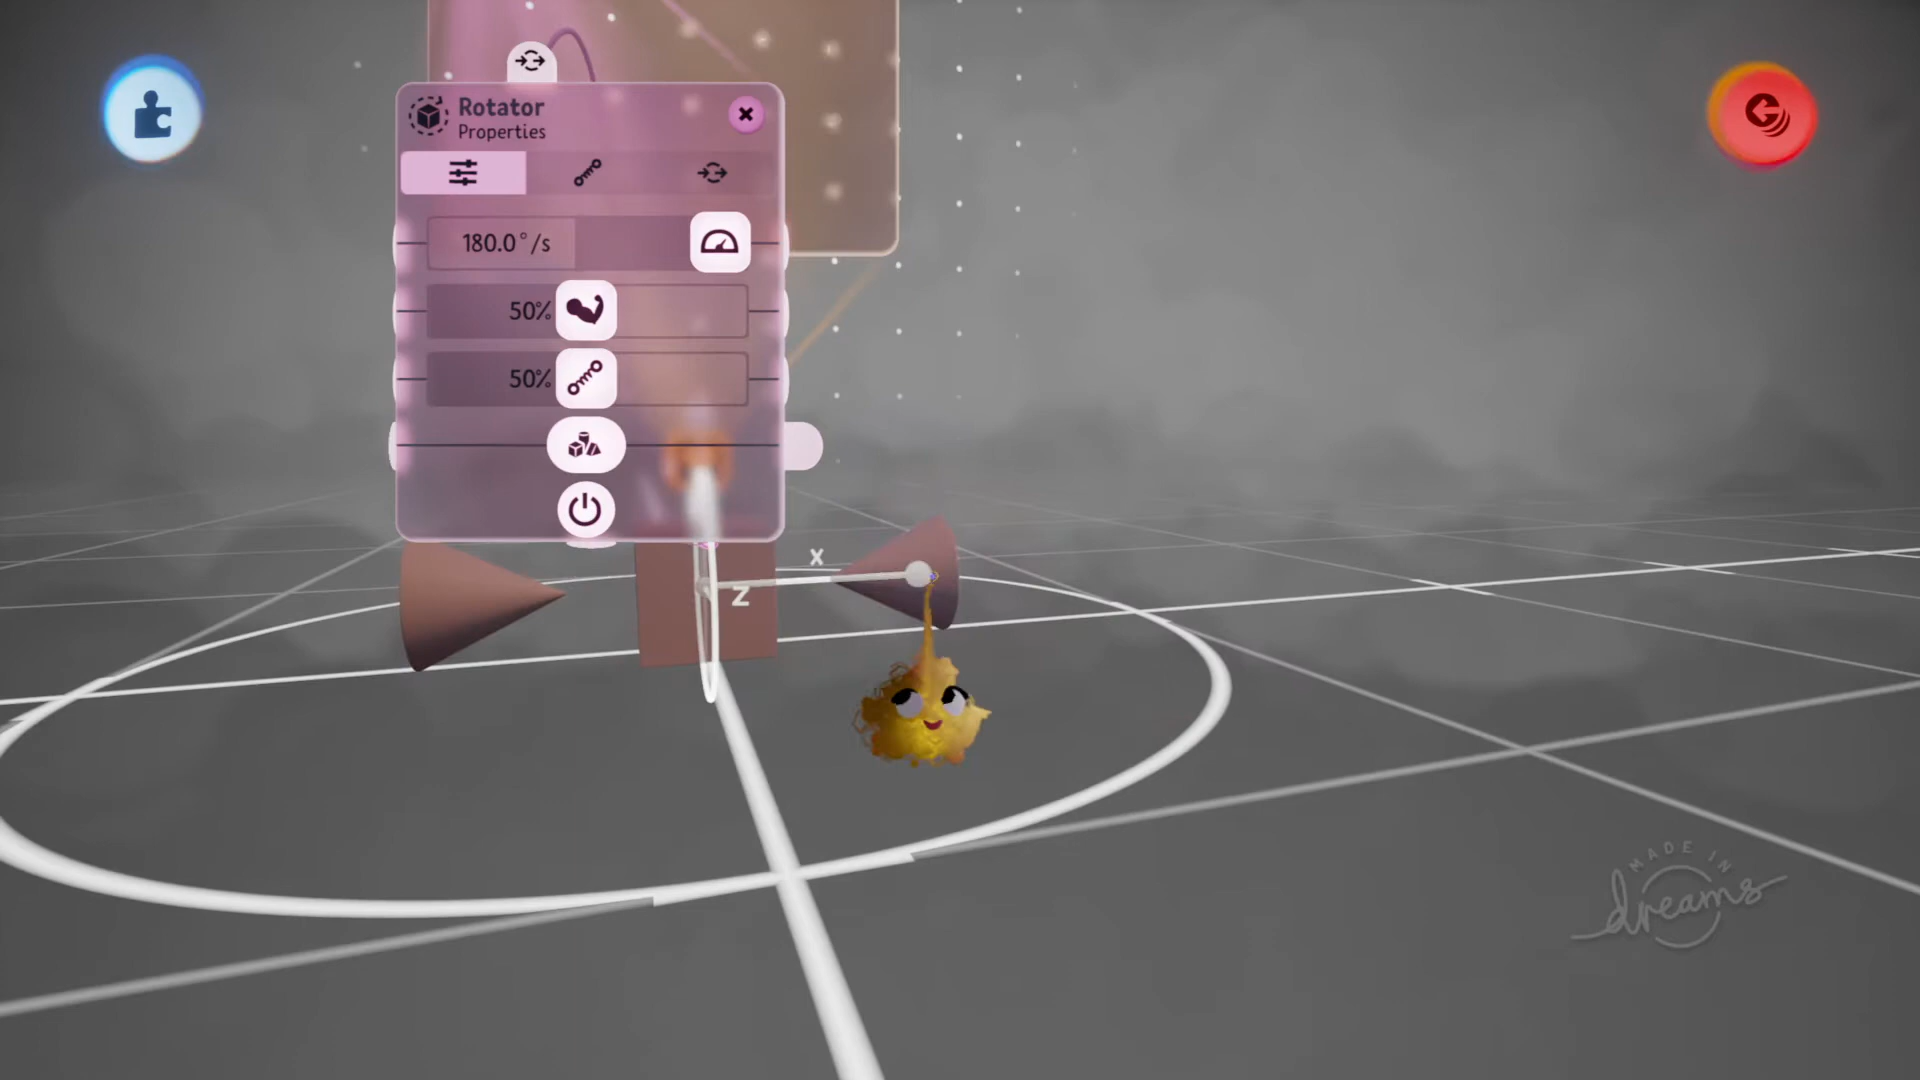 Rotator
Properties
180.0°/s
50%
50%
X
Z
MADE IN
dreams